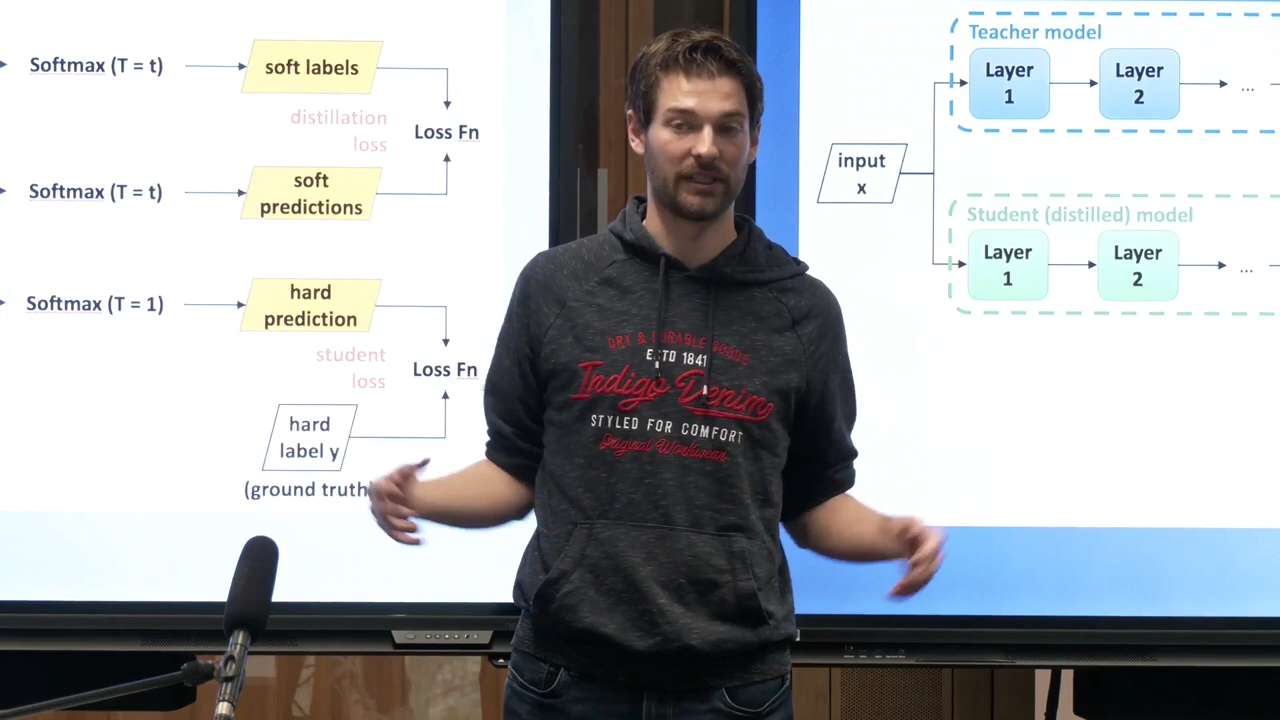 Softmax (T = t)
soft labels
distillation
loss
Loss Fn
Softmax (T = t)
soft
predictions
Softmax (T = 1)
hard
prediction
student
loss
Loss Fn
hard
label y
(ground truth
DRY & DURABLE GOODS
ESTD 1841
Indigo Denim
STYLED FOR COMFORT
Original Workwear
Teacher model
Layer
1
Layer
2
...
input
x
Student (distilled) model
Layer
1
Layer
2
...